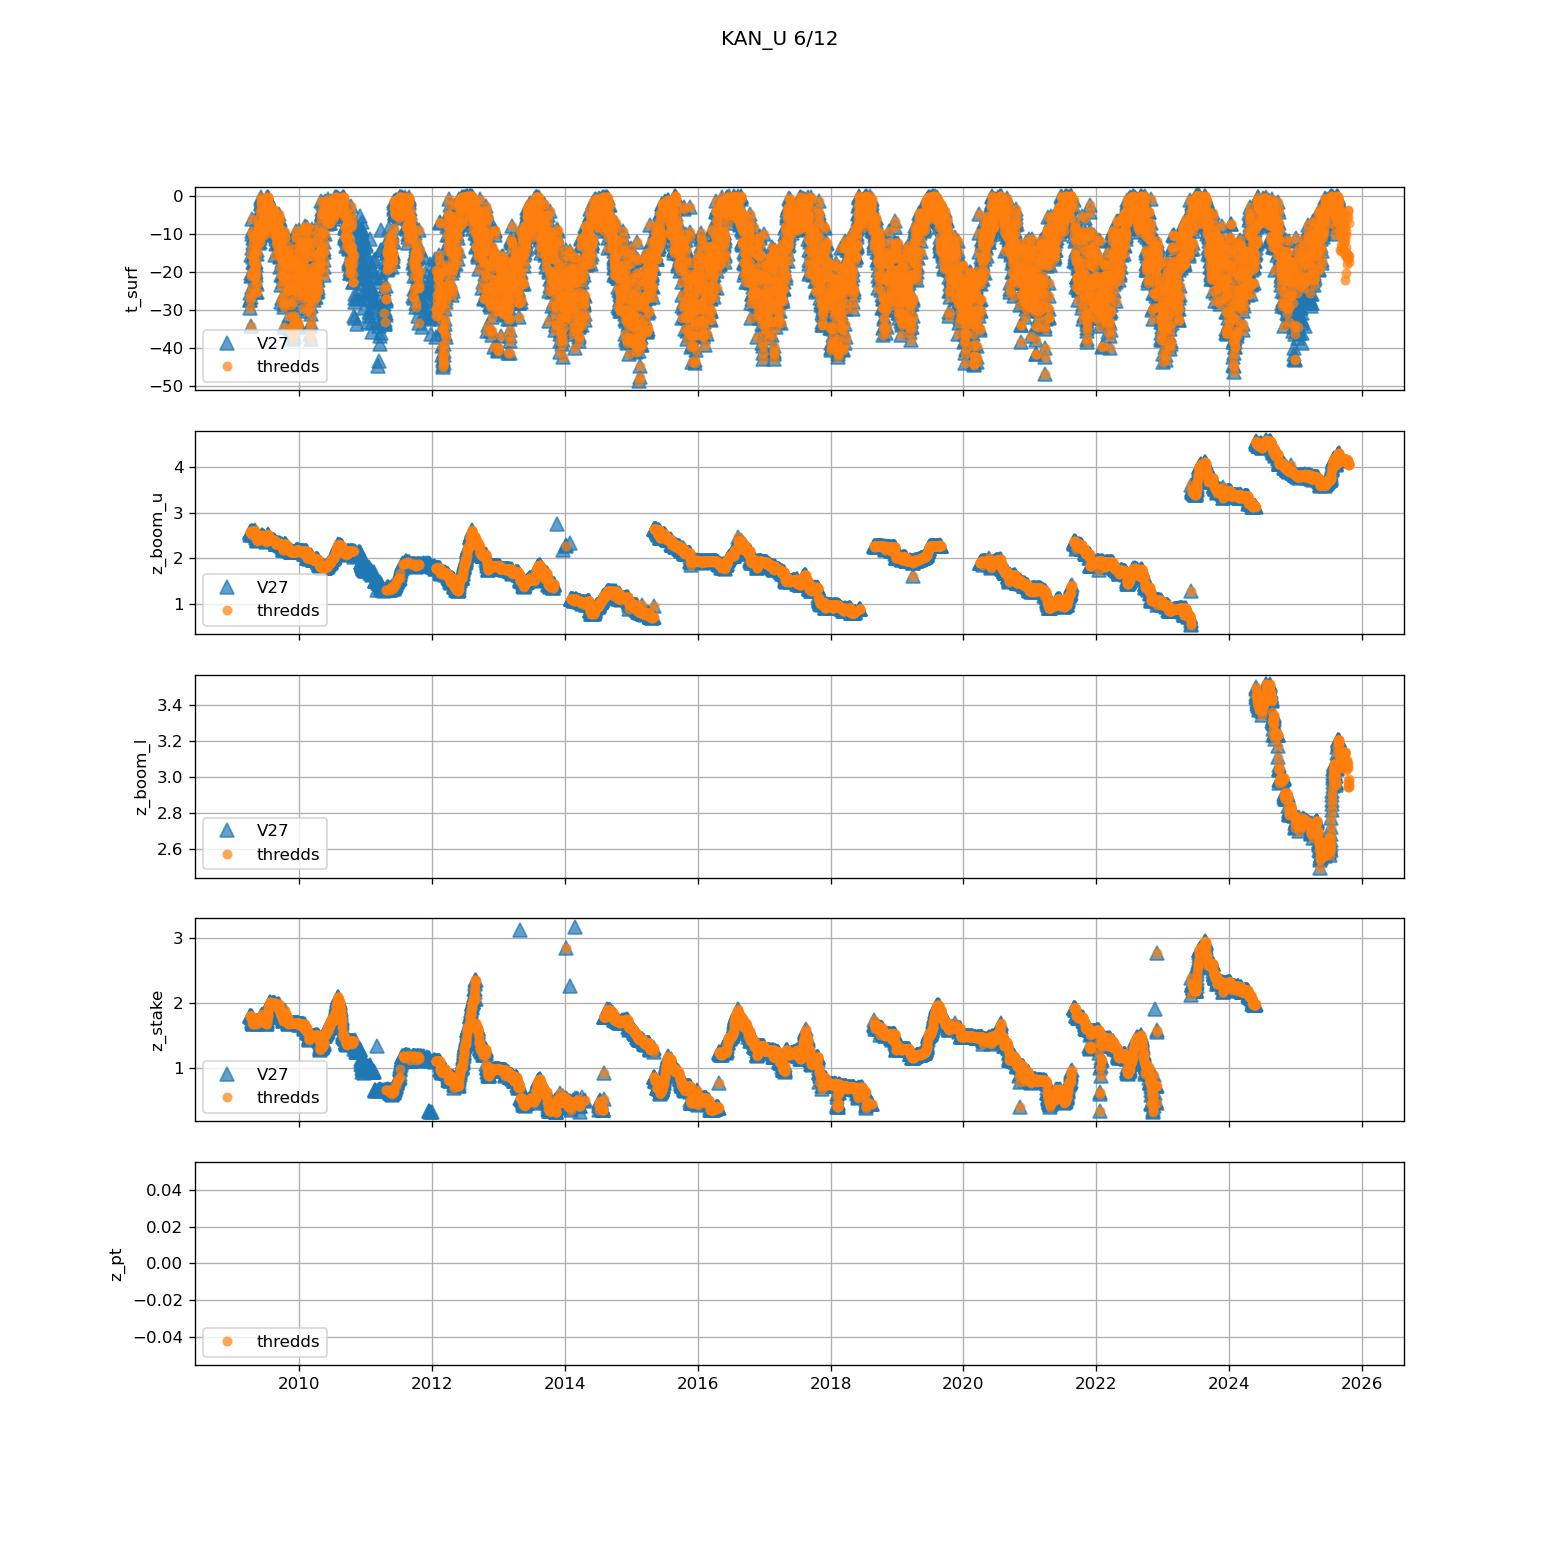 KAN_U 6/12
0
−10
−20
−30
−40
−50
t_surf
V27
thredds
4
3
2
1
z_boom_u
V27
thredds
3.4
3.2
3.0
2.8
2.6
z_boom_l
V27
thredds
3
2
1
z_stake
V27
thredds
0.04
0.02
0.00
−0.02
−0.04
z_pt
thredds
2010 2012 2014 2016 2018 2020 2022 2024 2026